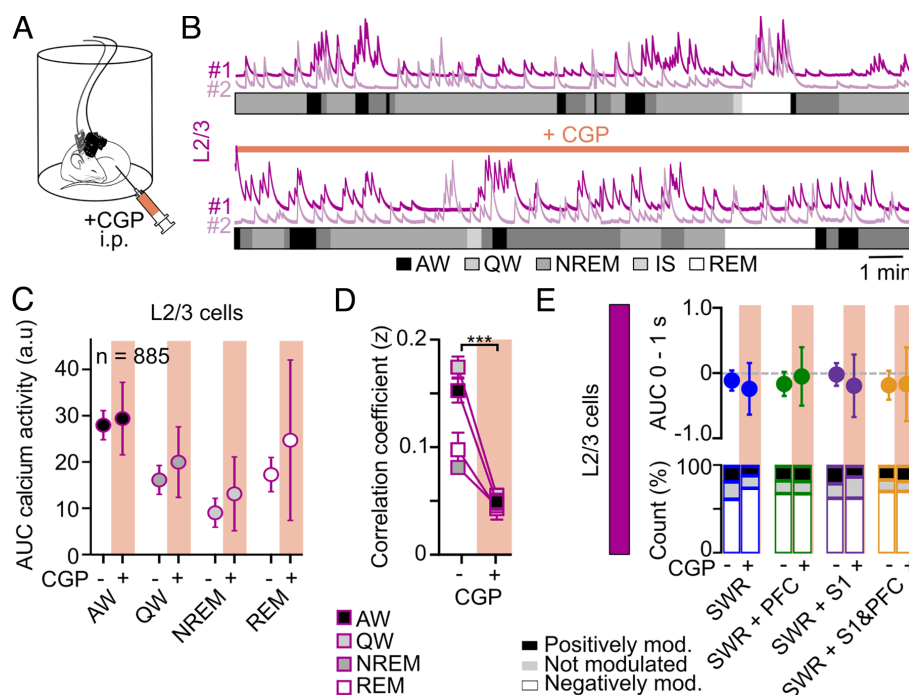 A
+CGP
i.p.
B
L2/3
#1
#2
+ CGP
#1
#2
AW QW NREM IS REM
1 min
C
L2/3 cells
AUC calcium activity (a.u)
n = 885
40
30
20
10
0
CGP - + - + - + - +
AW QW NREM REM
D
Correlation coefficient (z)
***
0.2
0.1
0
- +
CGP
AW
QW
NREM
REM
E
L2/3 cells
AUC 0 - 1 s
1.0
0
-1.0
Count (%)
100
0
CGP - + - + - + - +
SWR SWR + PFC SWR + S1 SWR + S1&PFC
Positively mod.
Not modulated
Negatively mod.